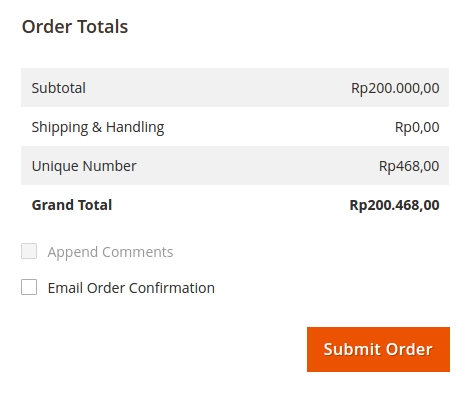 Order Totals
Subtotal Rp200.000,00
Shipping & Handling Rp0,00
Unique Number Rp468,00
Grand Total Rp200.468,00
Append Comments
Email Order Confirmation
Submit Order